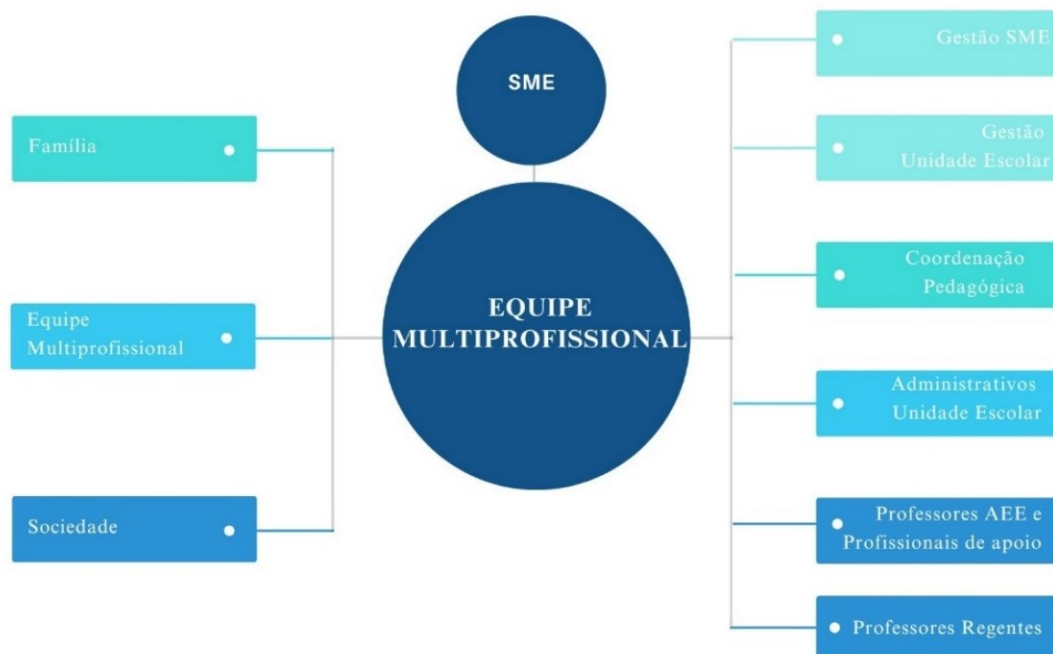 SME
EQUIPE
MULTIPROFISSIONAL
Família
Equipe
Multiprofissional
Sociedade
Gestão SME
Gestão
Unidade Escolar
Coordenação
Pedagógica
Administrativos
Unidade Escolar
Professores AEE e
Profissionais de apoio
Professores Regentes